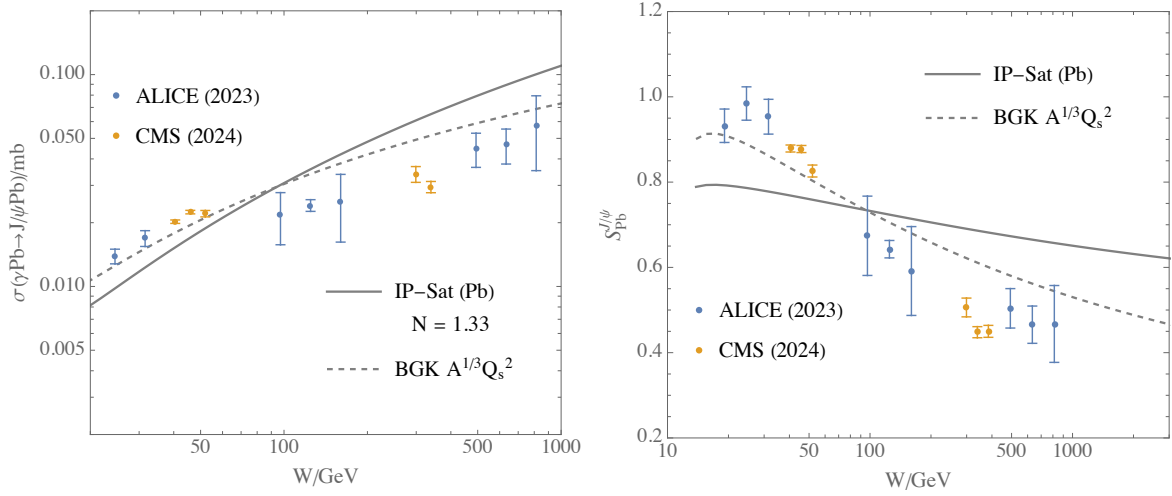 0.100
0.050
0.010
0.005
σ(γPb→J/ψPb)/mb
ALICE (2023)
CMS (2024)
IP−Sat (Pb)
N = 1.33
BGK A^{1/3}Q_s^2
50 100 500 1000
W/GeV
1.2
1.0
0.8
0.6
0.4
0.2
S_{Pb}^{J/ψ}
IP−Sat (Pb)
BGK A^{1/3}Q_s^2
ALICE (2023)
CMS (2024)
10 50 100 500 1000
W/GeV